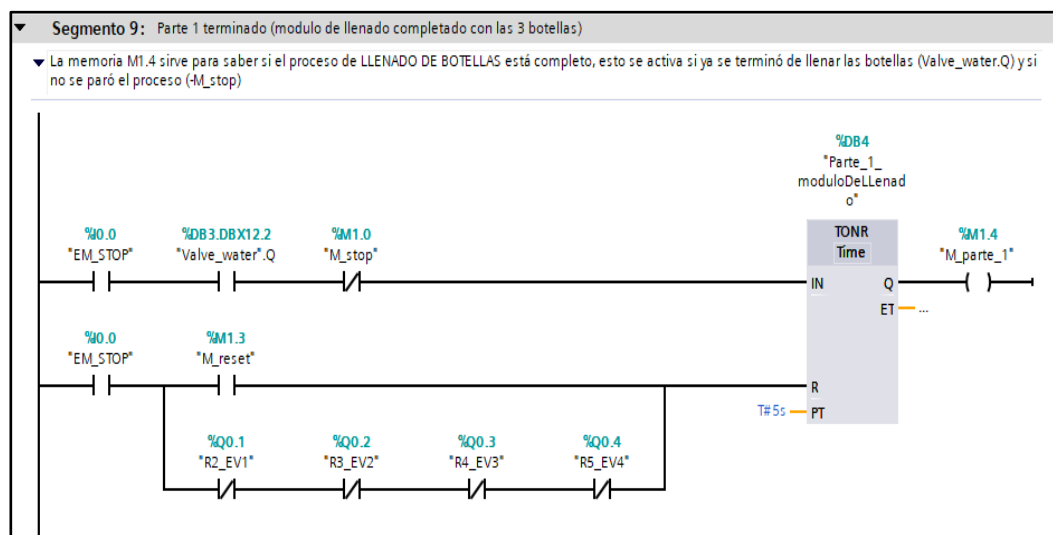 Segmento 9: Parte 1 terminado (modulo de llenado completado con las 3 botellas)
La memoria M1.4 sirve para saber si el proceso de LLENADO DE BOTELLAS está completo, esto se activa si ya se terminó de llenar las botellas (Valve_water.Q) y si
no se paró el proceso (-M_stop)
%DB4
"Parte_1_
moduloDeLLenad
o"
%I0.0 %DB3.DBX12.2 %M1.0 TONR %M1.4
"EM_STOP" "Valve_water".Q "M_stop" Time "M_parte_1"
IN Q
ET ...
%I0.0 %M1.3
"EM_STOP" "M_reset"
R
T#5s PT
%Q0.1 %Q0.2 %Q0.3 %Q0.4
"R2_EV1" "R3_EV2" "R4_EV3" "R5_EV4"